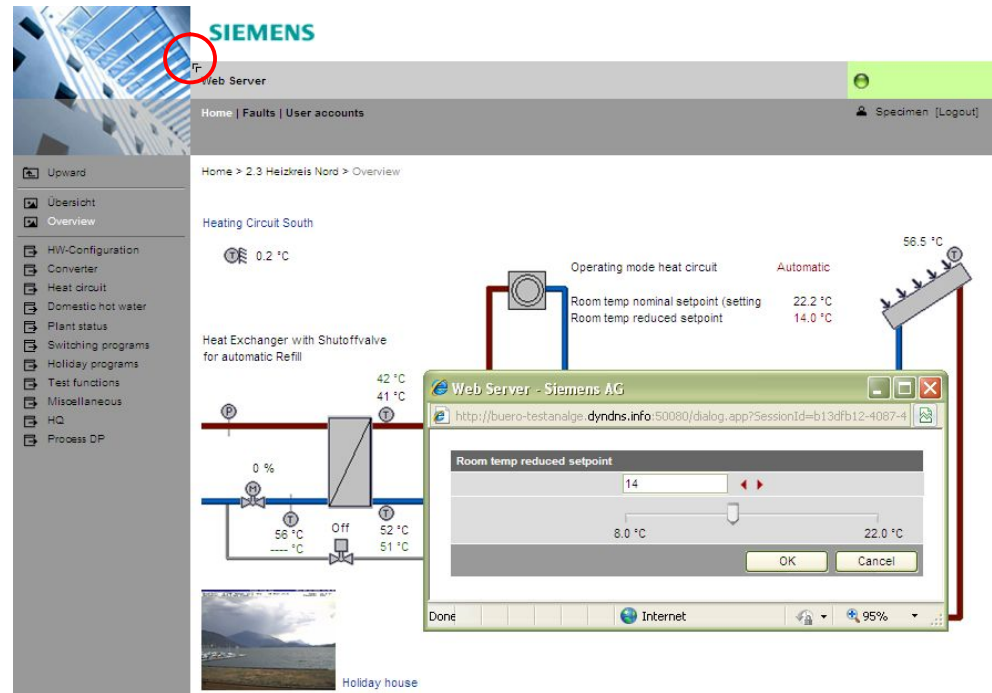 SIEMENS
Web Server
Home | Faults | User accounts
Specimen [Logout]
Upward
Home > 2.3 Heizkreis Nord > Overview
Übersicht
Overview
HW-Configuration
Converter
Heat circuit
Domestic hot water
Plant status
Switching programs
Holiday programs
Test functions
Miscellaneous
HQ
Process DP
Heating Circuit South
T 0.2 °C
56.5 °C
T
Operating mode heat circuit Automatic
Room temp nominal setpoint (setting 22.2 °C
Room temp reduced setpoint 14.0 °C
Heat Exchanger with Shutoffvalve
for automatic Refill
42 °C
41 °C
P
T
0 %
M
T
T
56 °C
---- °C
Off
52 °C
51 °C
Web Server - Siemens AG
http://buero-testanalge.dyndns.info:50080/dialog.app?SessionId=b13dfb12-4087-4
Room temp reduced setpoint
14
8.0 °C 22.0 °C
OK Cancel
Done Internet 95%
Holiday house